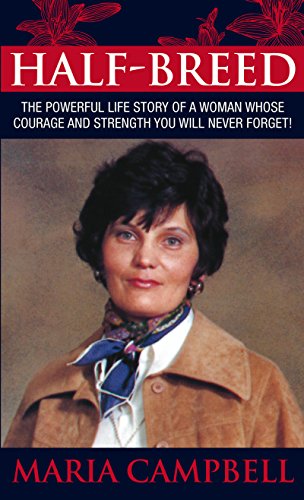 HALF-BREED
THE POWERFUL LIFE STORY OF A WOMAN WHOSE
COURAGE AND STRENGTH YOU WILL NEVER FORGET!
MARIA CAMPBELL